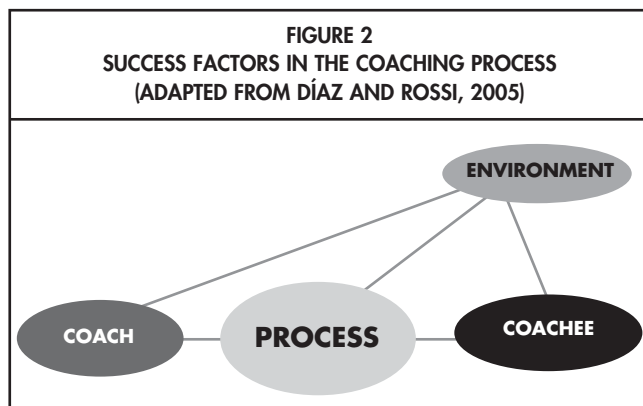 FIGURE 2
SUCCESS FACTORS IN THE COACHING PROCESS
(ADAPTED FROM DÍAZ AND ROSSI, 2005)
ENVIRONMENT
COACH
PROCESS
COACHEE